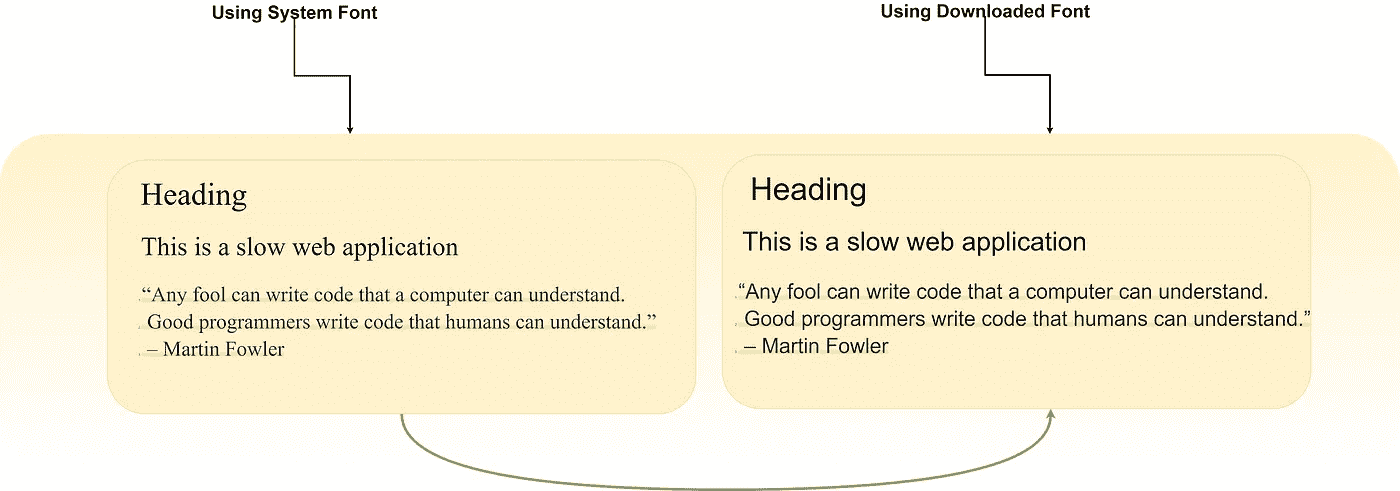 Using System Font
Using Downloaded Font
Heading
This is a slow web application
“Any fool can write code that a computer can understand.
Good programmers write code that humans can understand.”
– Martin Fowler
Heading
This is a slow web application
“Any fool can write code that a computer can understand.
Good programmers write code that humans can understand.”
– Martin Fowler